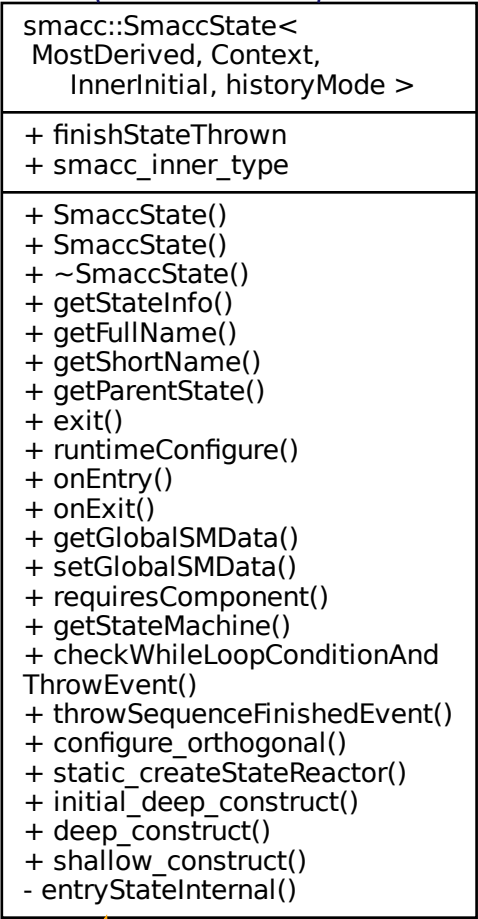 smacc::SmaccState<
MostDerived, Context,
InnerInitial, historyMode >
+ finishStateThrown
+ smacc_inner_type
+ SmaccState()
+ SmaccState()
+ ~SmaccState()
+ getStateInfo()
+ getFullName()
+ getShortName()
+ getParentState()
+ exit()
+ runtimeConfigure()
+ onEntry()
+ onExit()
+ getGlobalSMData()
+ setGlobalSMData()
+ requiresComponent()
+ getStateMachine()
+ checkWhileLoopConditionAnd
ThrowEvent()
+ throwSequenceFinishedEvent()
+ configure_orthogonal()
+ static_createStateReactor()
+ initial_deep_construct()
+ deep_construct()
+ shallow_construct()
- entryStateInternal()